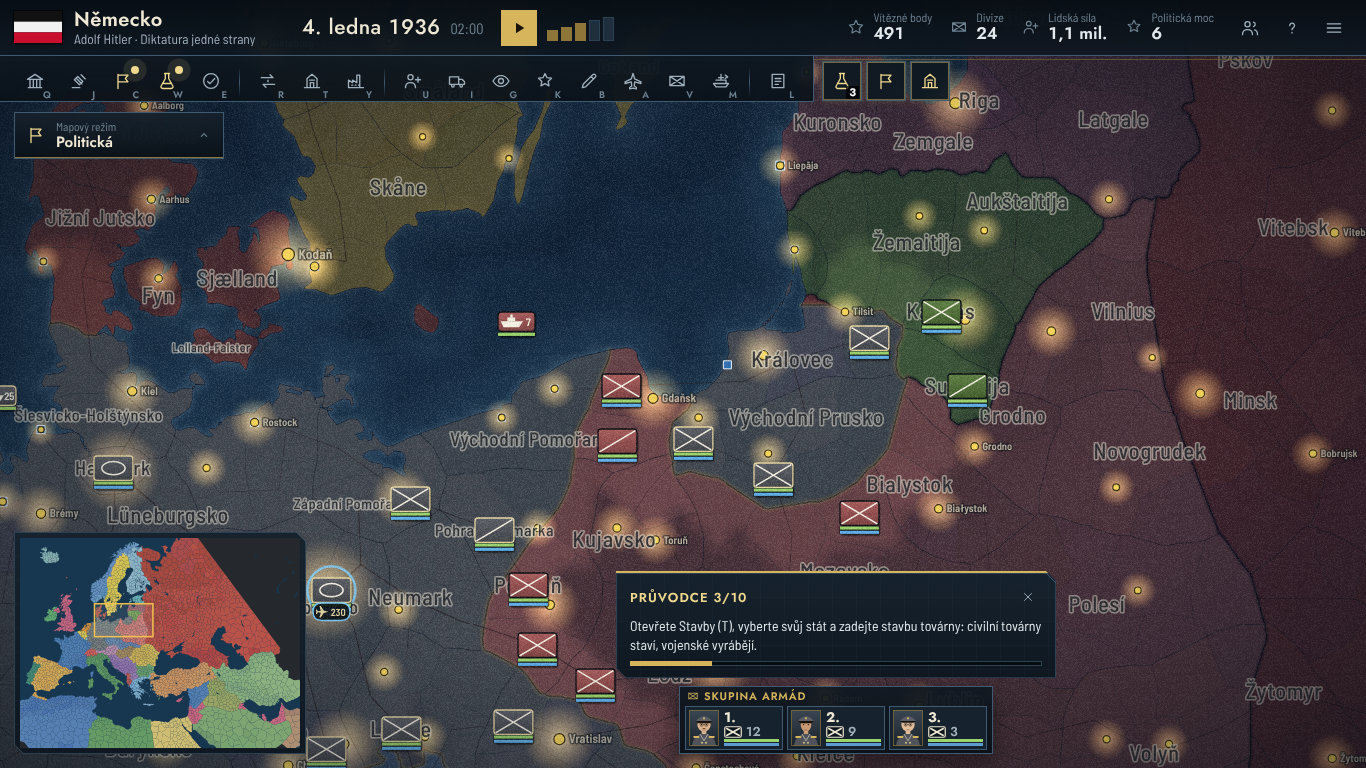 Německo
Adolf Hitler · Diktatura jedné strany
4. ledna 1936 02:00
Vítězné body
491
Divize
24
Lidská síla
1,1 mil.
Politická moc
6
?
Q J C W E R T Y U I G K B A V M L
3
Mapový režim
Politická
Pskov
Aalborg
Riga
Kuronsko
Zemgale
Latgale
Liepāja
Skåne
Aarhus
Jižní Jutsko
Aukštaitija
Žemaitija
Vitebsk
Kodaň
Sjælland
Fyn
Tilsit
Vilnius
7
Lolland-Falster
Královec
Kiel
25
Minsk
Šlesvicko-Holštýnsko
Gdaňsk
Grodno
Rostock
Východní Prusko
Grodno
Novogrudek
Bobrujsk
Bialystok
Białystok
Brémy
Lüneburgsko
Kujavsko
Toruň
230
Neumark
Polesí
PRŮVODCE 3/10
Otevřete Stavby (T), vyberte svůj stát a zadejte stavbu továrny: civilní továrny
staví, vojenské vyrábějí.
Žytomyr
SKUPINA ARMÁD
1.
12
2.
9
3.
3
Vratislav
Volyň